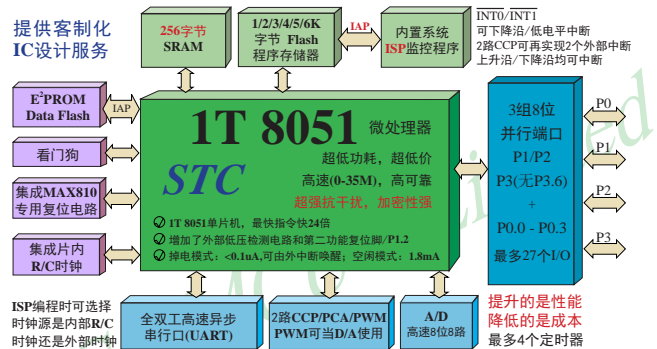 提供客制化
IC设计服务
256字节
SRAM
1/2/3/4/5/6K
字节 Flash
程序存储器
IAP
内置系统
ISP监控程序
INT0/INT1
可下降沿/低电平中断
2路CCP可再实现2个外部中断
上升沿/下降沿均可中断
E²PROM
Data Flash
IAP
看门狗
集成MAX810
专用复位电路
集成片内
R/C时钟
1T 8051 微处理器
STC
超低功耗，超低价
高速(0-35M)，高可靠
超强抗干扰，加密性强
1T 8051单片机，最快指令快24倍
增加了外部低压检测电路和第二功能复位脚/P1.2
掉电模式：<0.1uA,可由外中断唤醒；空闲模式：1.8mA
3组8位
并行端口
P1/P2
P3(无P3.6)
+
P0.0 - P0.3
最多27个I/O
P0
P1
P2
P3
ISP编程时可选择
时钟源是内部R/C
时钟还是外部时钟
全双工高速异步
串行口(UART)
2路CCP/PCA/PWM
PWM可当D/A使用
A/D
高速8位8路
提升的是性能
降低的是成本
最多4个定时器